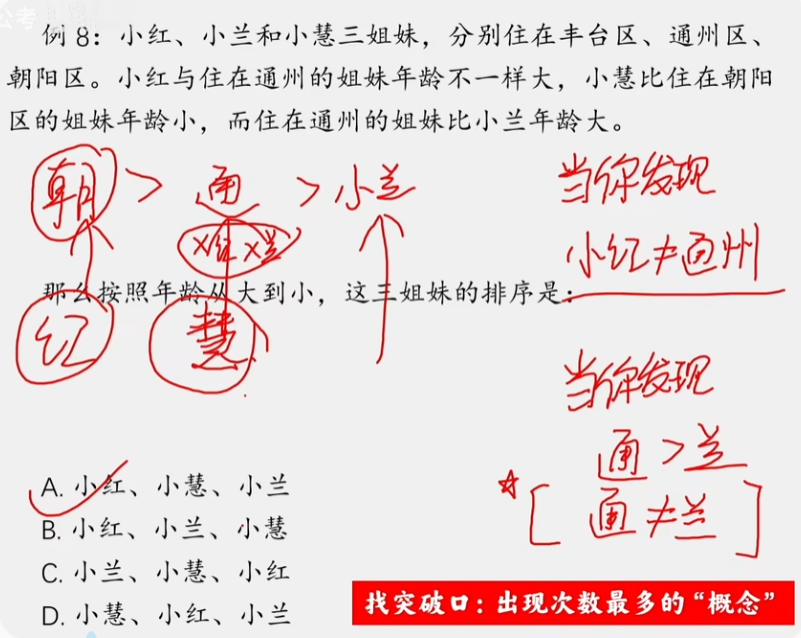 公考
例 8：小红、小兰和小慧三姐妹，分别住在丰台区、通州区、
朝阳区。小红与住在通州的姐妹年龄不一样大，小慧比住在朝阳
区的姐妹年龄小，而住在通州的姐妹比小兰年龄大。
朝 > 通 > 小兰
当你发现
小红≠通州
那么按照年龄从大到小，这三姐妹的排序是：
红 慧
当你发现
通 > 兰
☆[通≠兰]
A. 小红、小慧、小兰
B. 小红、小兰、小慧
C. 小兰、小慧、小红
D. 小慧、小红、小兰
找突破口：出现次数最多的“概念”